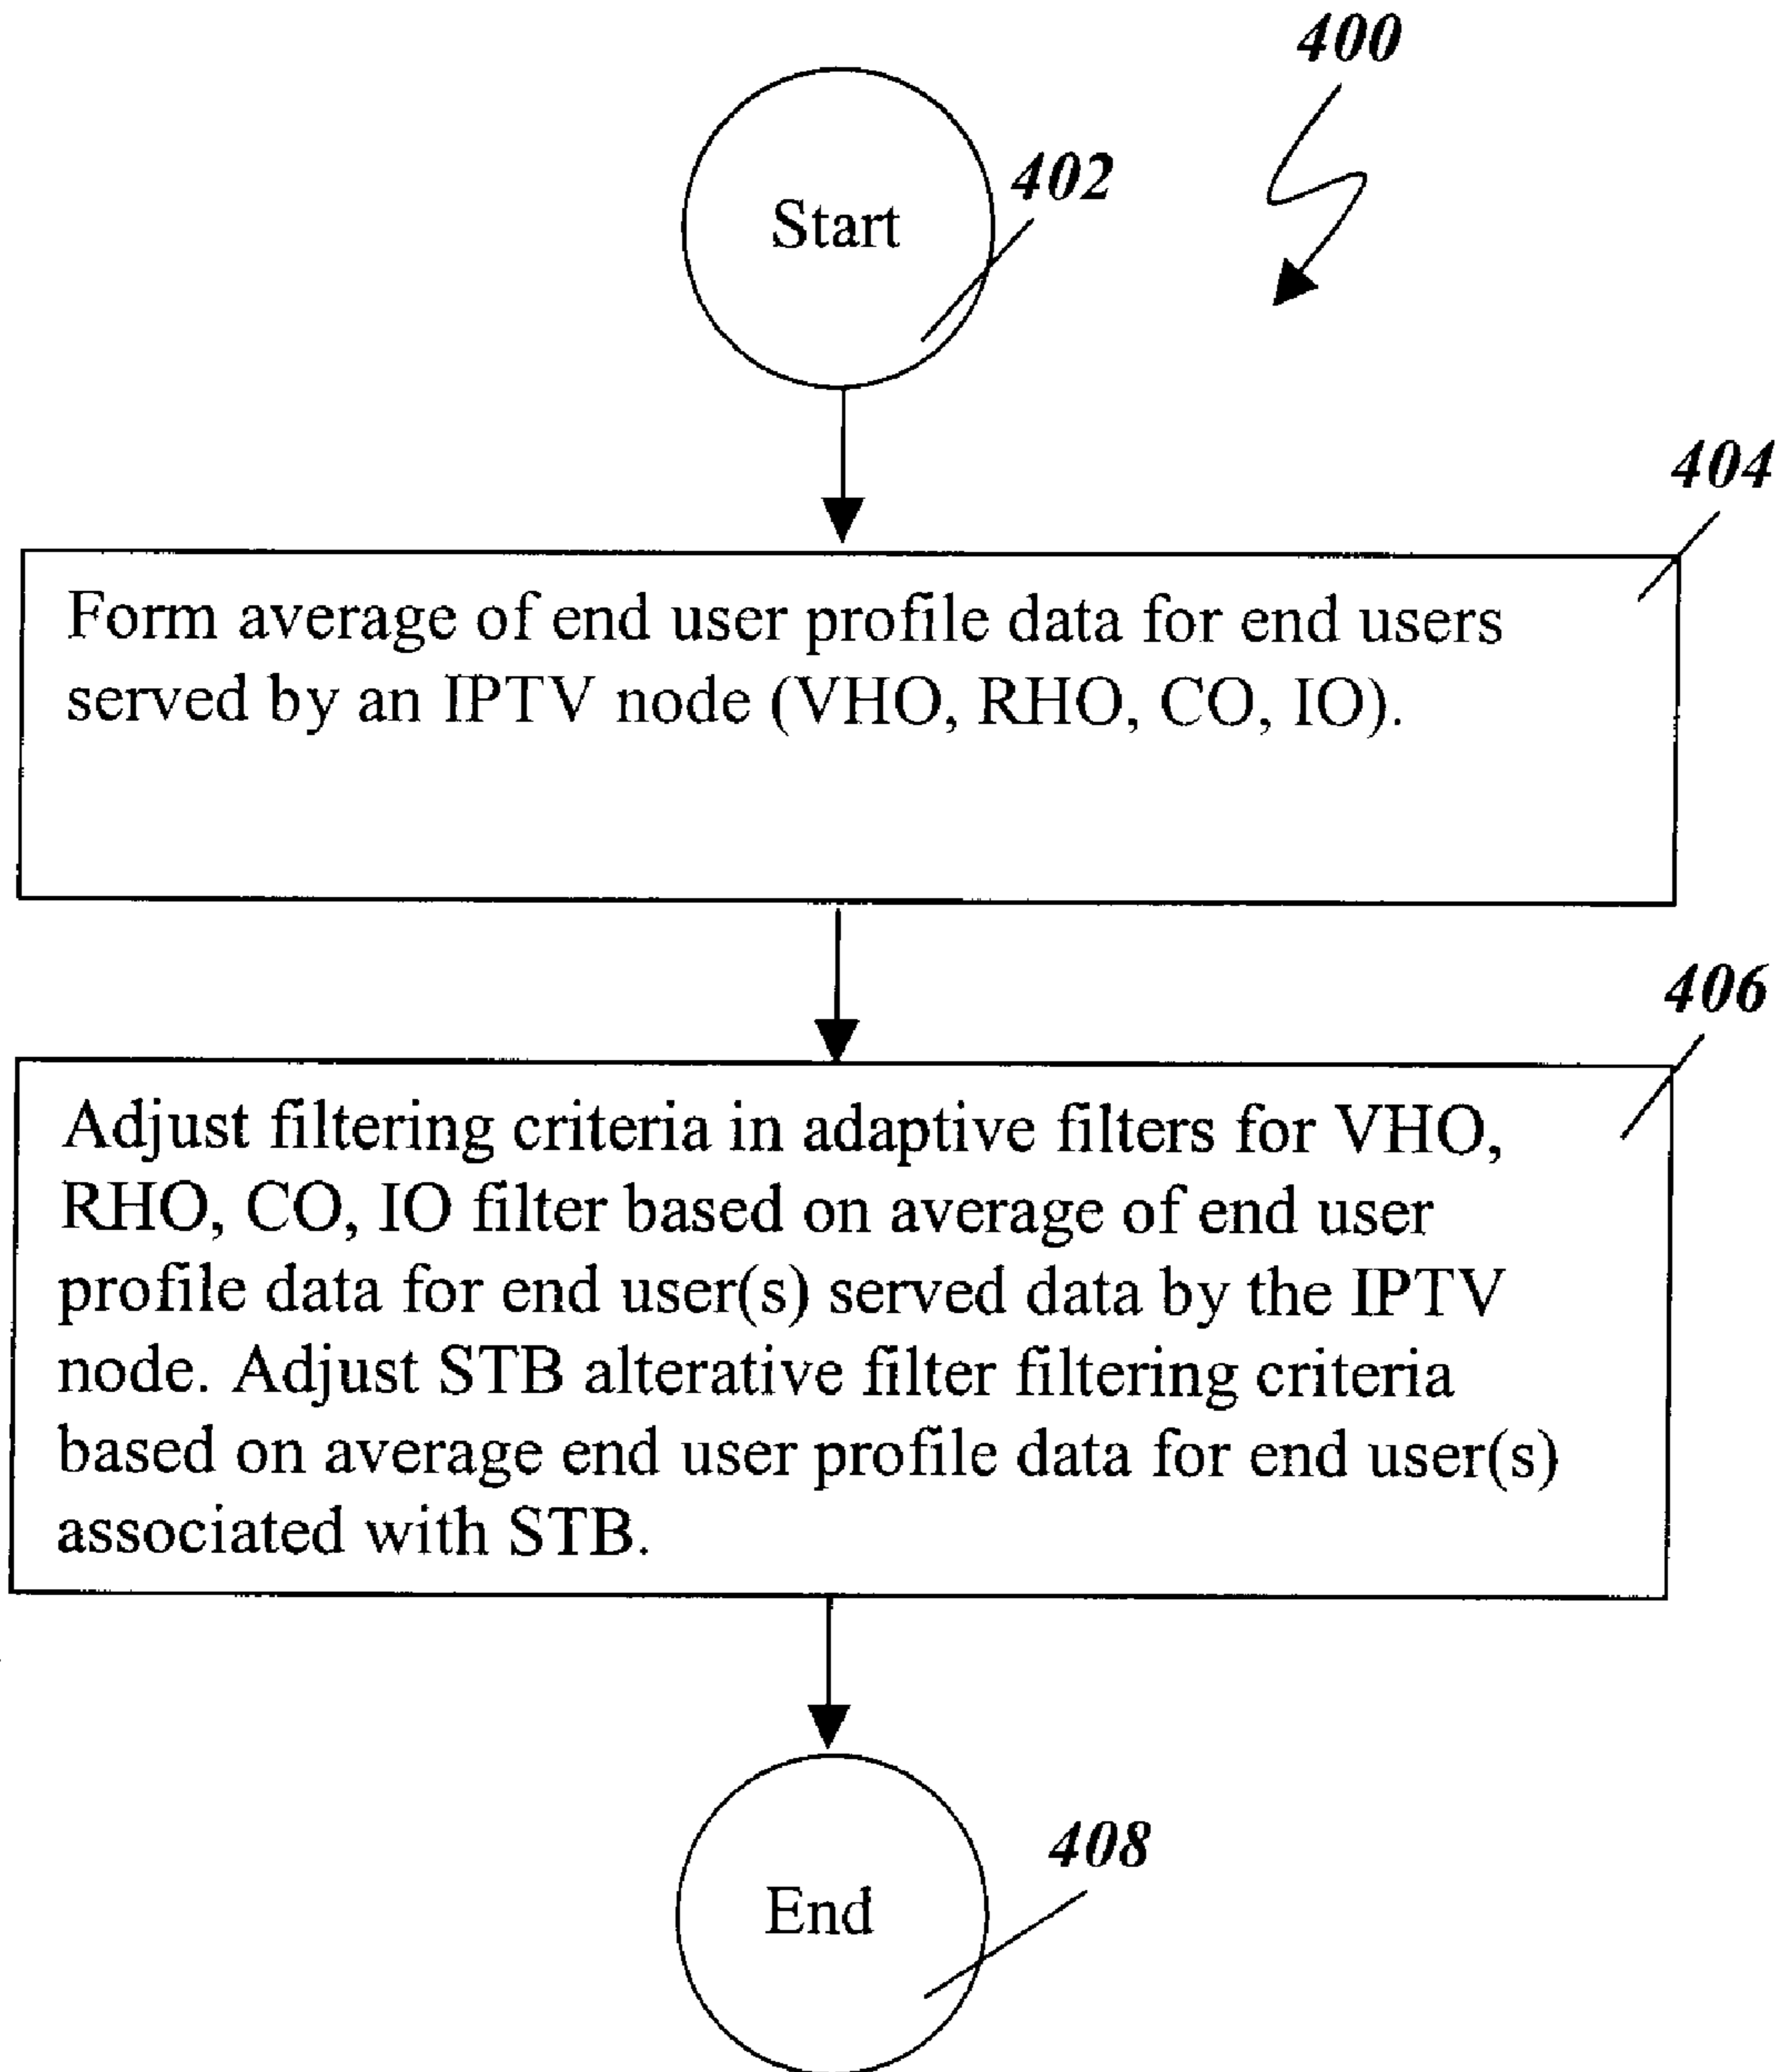 400
402
Start
404
Form average of end user profile data for end users
served by an IPTV node (VHO, RHO, CO, IO).
406
Adjust filtering criteria in adaptive filters for VHO,
RHO, CO, IO filter based on average of end user
profile data for end user(s) served data by the IPTV
node. Adjust STB alterative filter filtering criteria
based on average end user profile data for end user(s)
associated with STB.
408
End